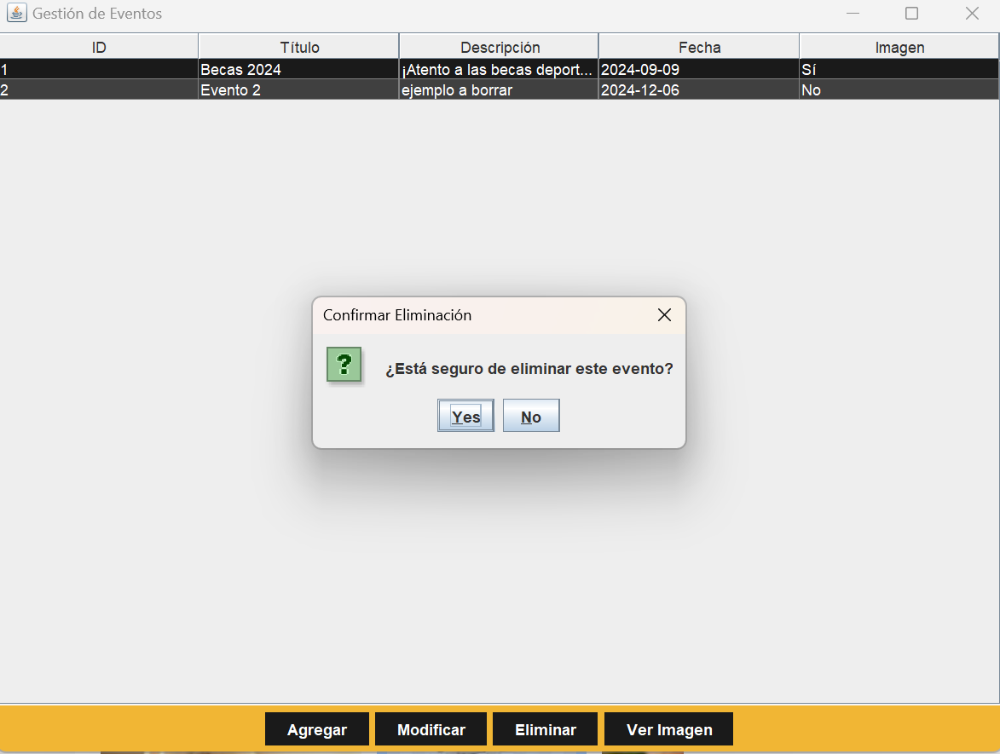 Gestión de Eventos
ID Título Descripción Fecha Imagen
1 Becas 2024 ¡Atento a las becas deport... 2024-09-09 Sí
2 Evento 2 ejemplo a borrar 2024-12-06 No
Confirmar Eliminación
? ¿Está seguro de eliminar este evento?
Yes No
Agregar Modificar Eliminar Ver Imagen